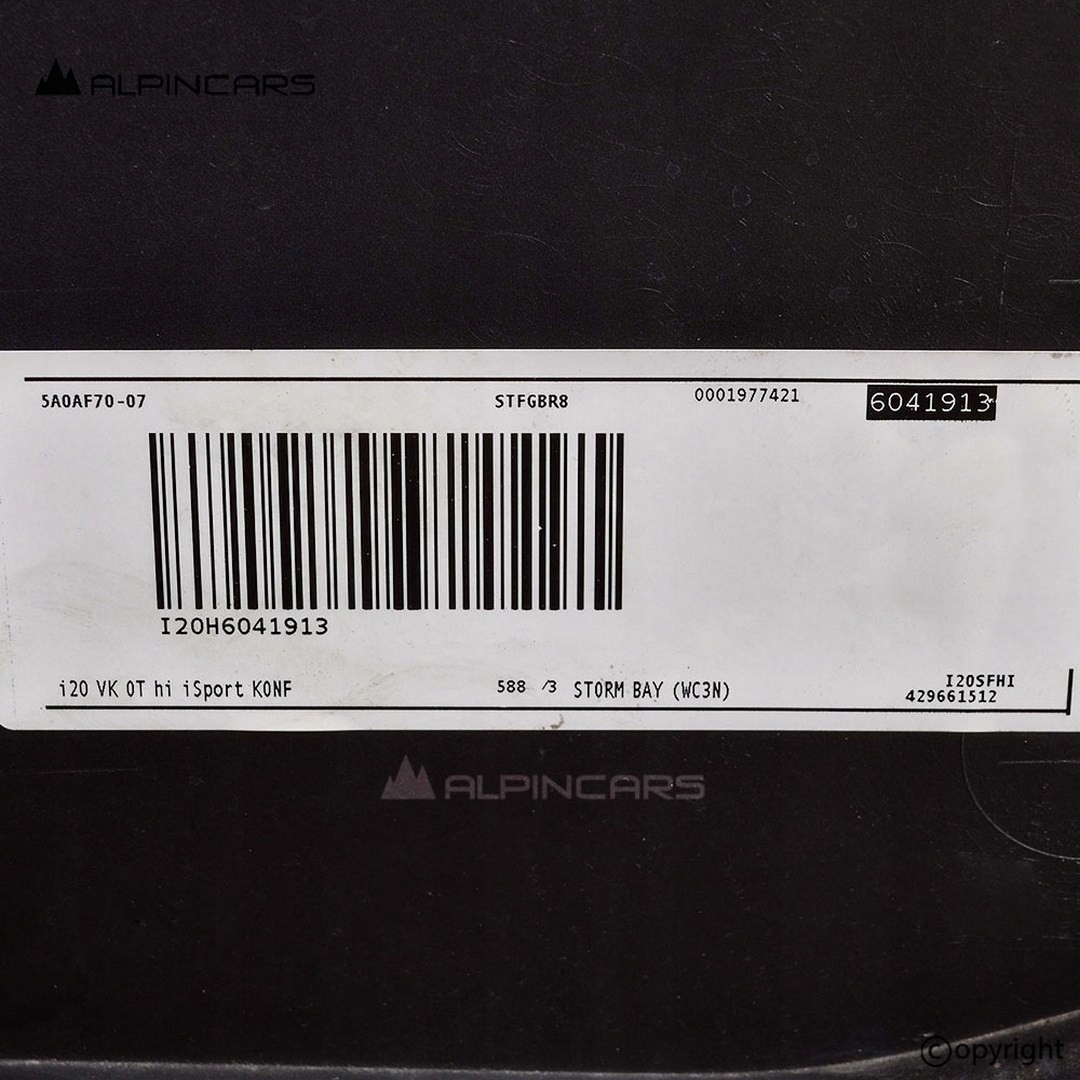 ALPINCARS
5A0AF70-07 STFGBR8 0001977421 6041913
I20H6041913
i20 VK OT hi iSport KONF 588 /3 STORM BAY (WC3N) I20SFHI
429661512
ALPINCARS
©opyright